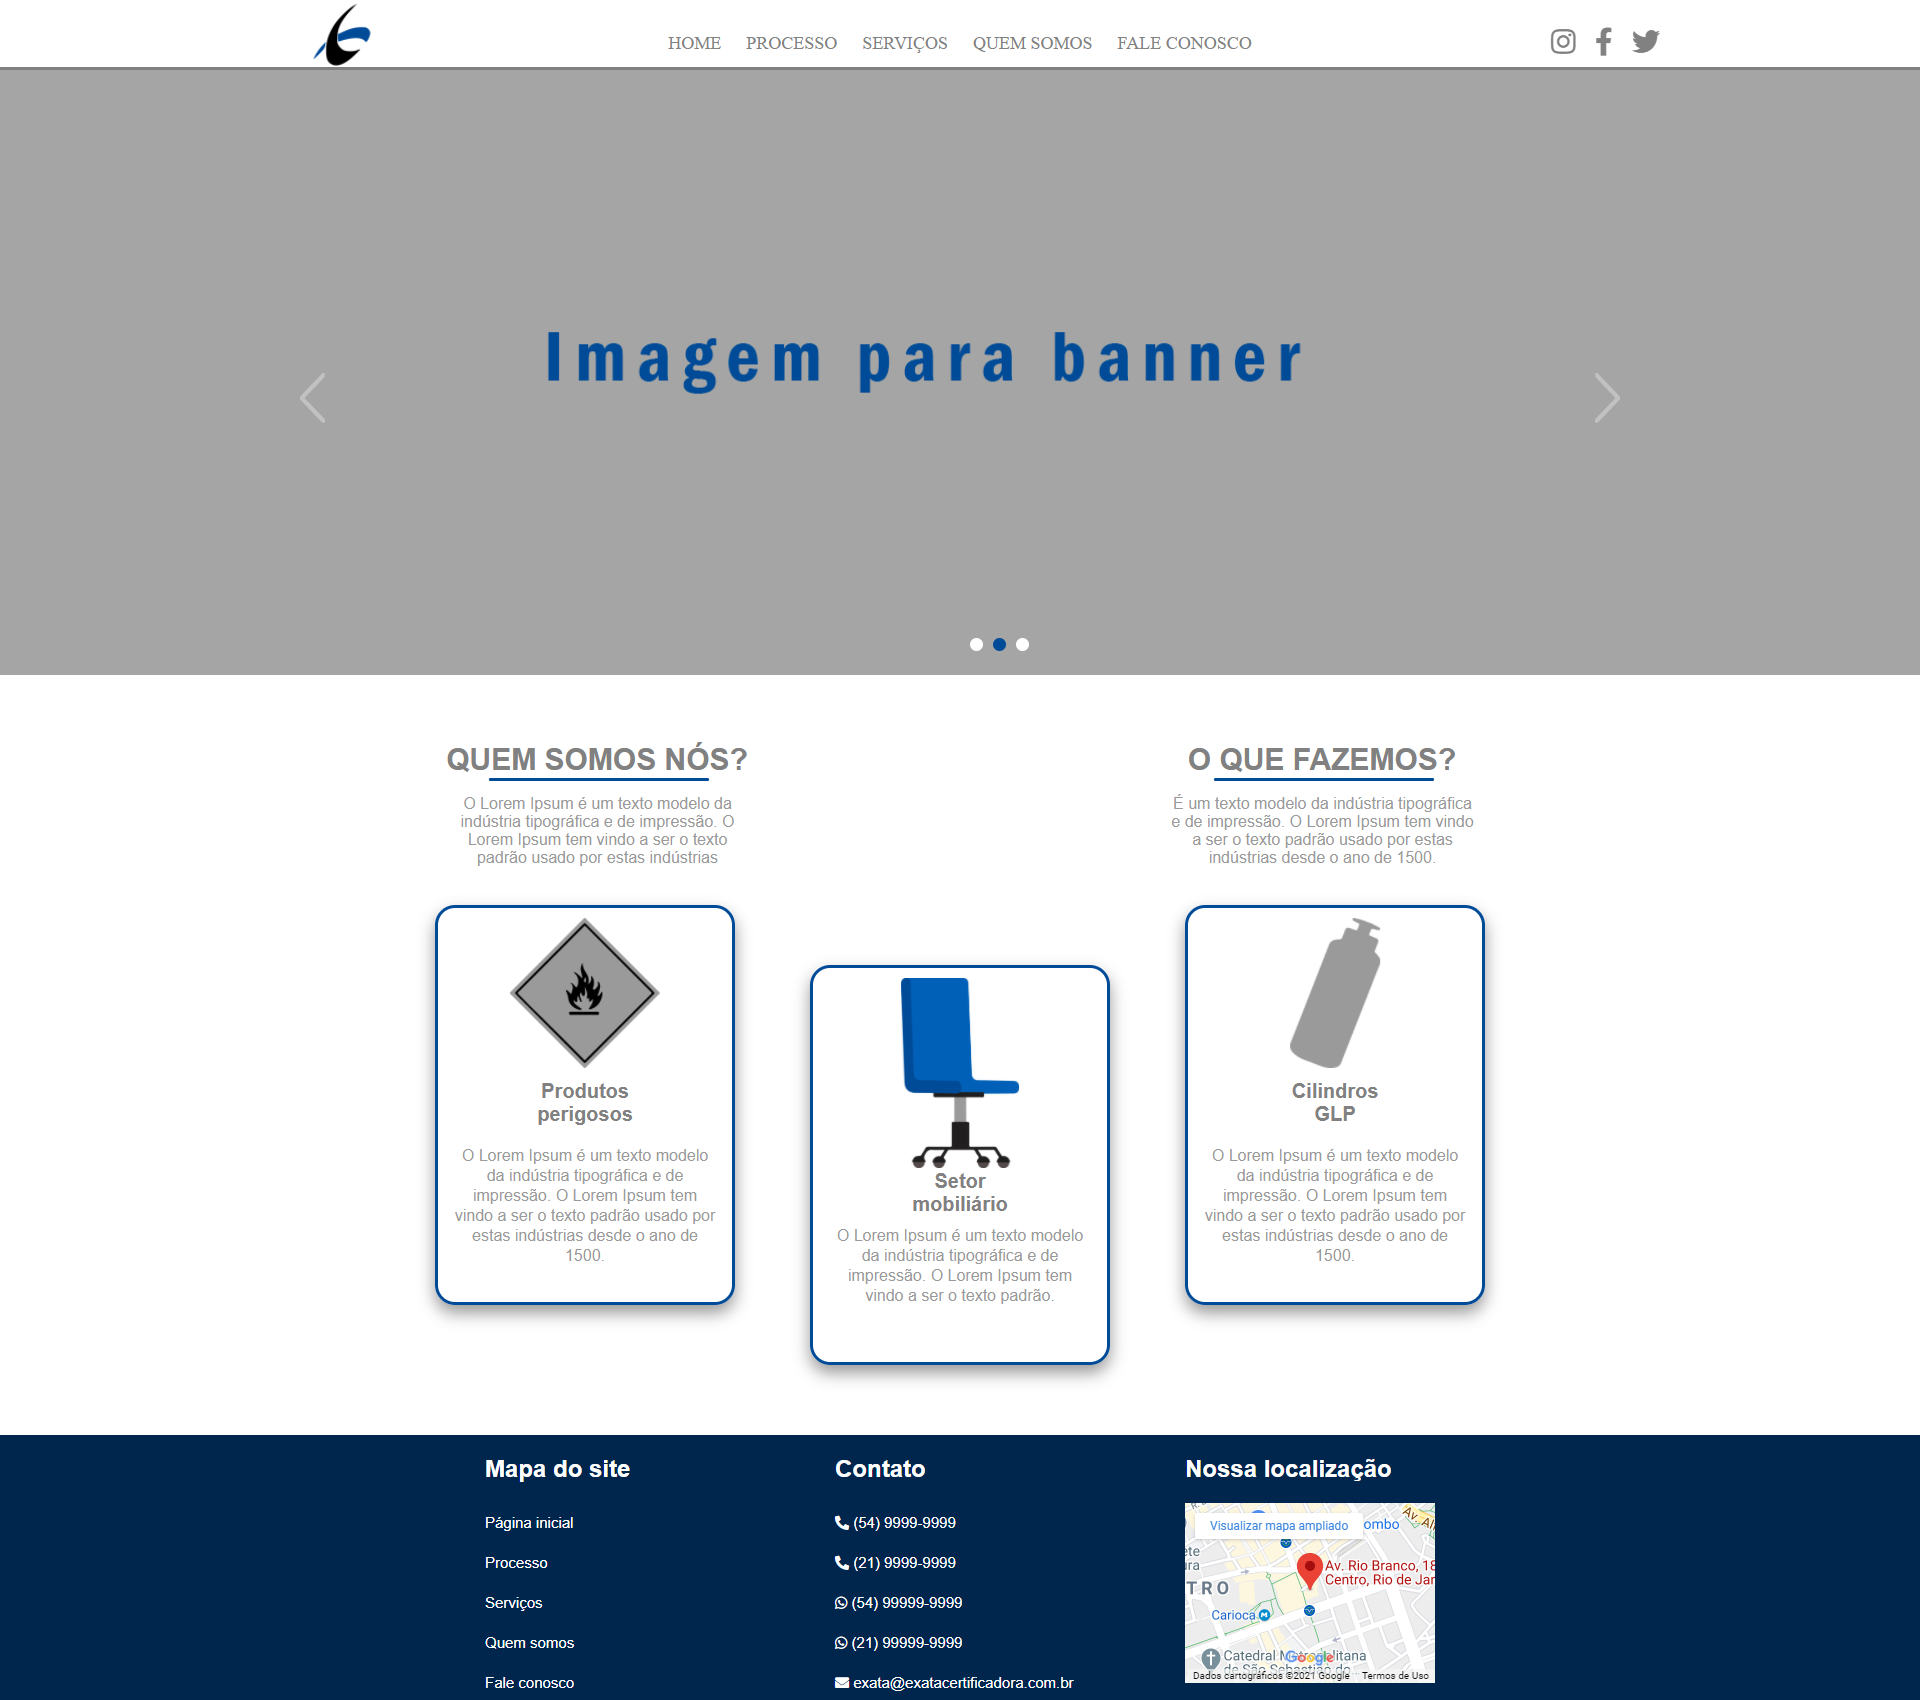 HOME PROCESSO SERVIÇOS QUEM SOMOS FALE CONOSCO
Imagem para banner
QUEM SOMOS NÓS?
O Lorem Ipsum é um texto modelo da
indústria tipográfica e de impressão. O
Lorem Ipsum tem vindo a ser o texto
padrão usado por estas indústrias
O QUE FAZEMOS?
É um texto modelo da indústria tipográfica
e de impressão. O Lorem Ipsum tem vindo
a ser o texto padrão usado por estas
indústrias desde o ano de 1500.
Produtos
perigosos
O Lorem Ipsum é um texto modelo
da indústria tipográfica e de
impressão. O Lorem Ipsum tem
vindo a ser o texto padrão usado por
estas indústrias desde o ano de
1500.
Setor
mobiliário
O Lorem Ipsum é um texto modelo
da indústria tipográfica e de
impressão. O Lorem Ipsum tem
vindo a ser o texto padrão.
Cilindros
GLP
O Lorem Ipsum é um texto modelo
da indústria tipográfica e de
impressão. O Lorem Ipsum tem
vindo a ser o texto padrão usado por
estas indústrias desde o ano de
1500.
Mapa do site
Página inicial
Processo
Serviços
Quem somos
Fale conosco
Contato
(54) 9999-9999
(21) 9999-9999
(54) 99999-9999
(21) 99999-9999
exata@exatacertificadora.com.br
Nossa localização
Visualizar mapa ampliado
ombo
Av. Rio Branco, 18
Centro, Rio de Jar
TRO
Carioca
Catedral Metropolitana
de São Sebastião do
Google
Dados cartográficos ©2021 Google
Termos de Uso